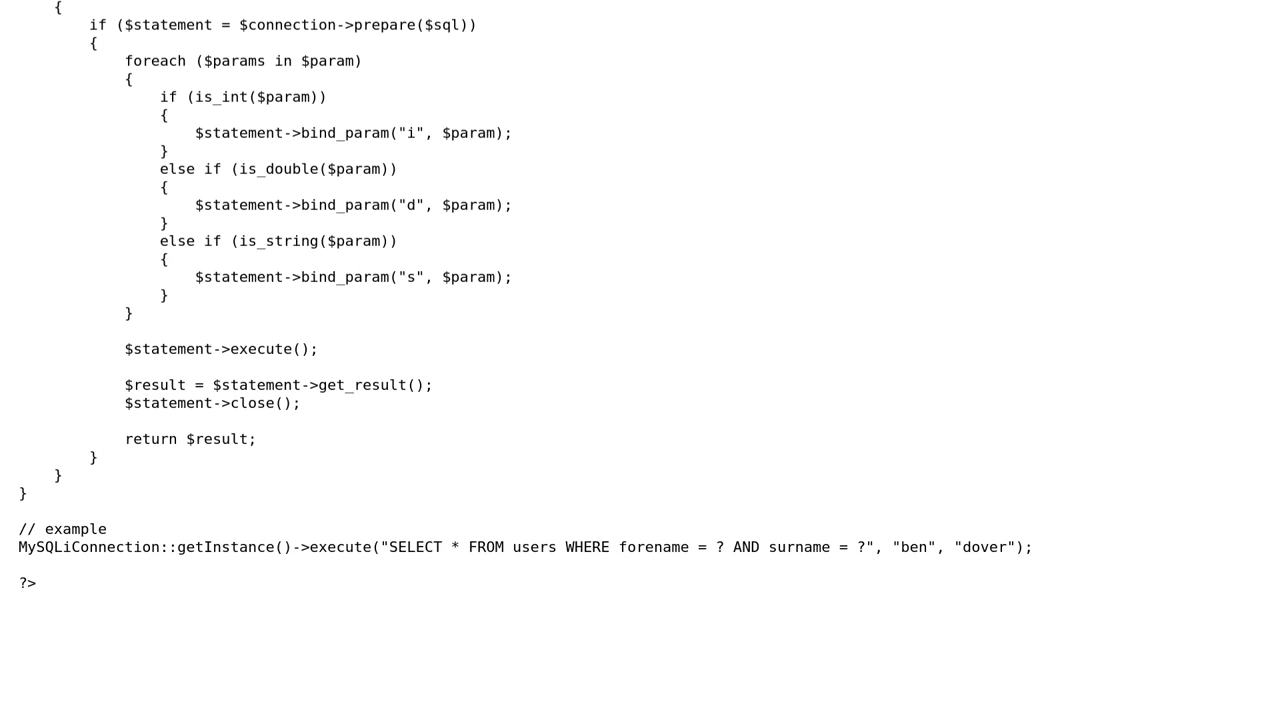 {
if ($statement = $connection->prepare($sql))
{
foreach ($params in $param)
{
if (is_int($param))
{
$statement->bind_param("i", $param);
}
else if (is_double($param))
{
$statement->bind_param("d", $param);
}
else if (is_string($param))
{
$statement->bind_param("s", $param);
}
}
$statement->execute();
$result = $statement->get_result();
$statement->close();
return $result;
}
}
}
// example
MySQLiConnection::getInstance()->execute("SELECT * FROM users WHERE forename = ? AND surname = ?", "ben", "dover");
?>